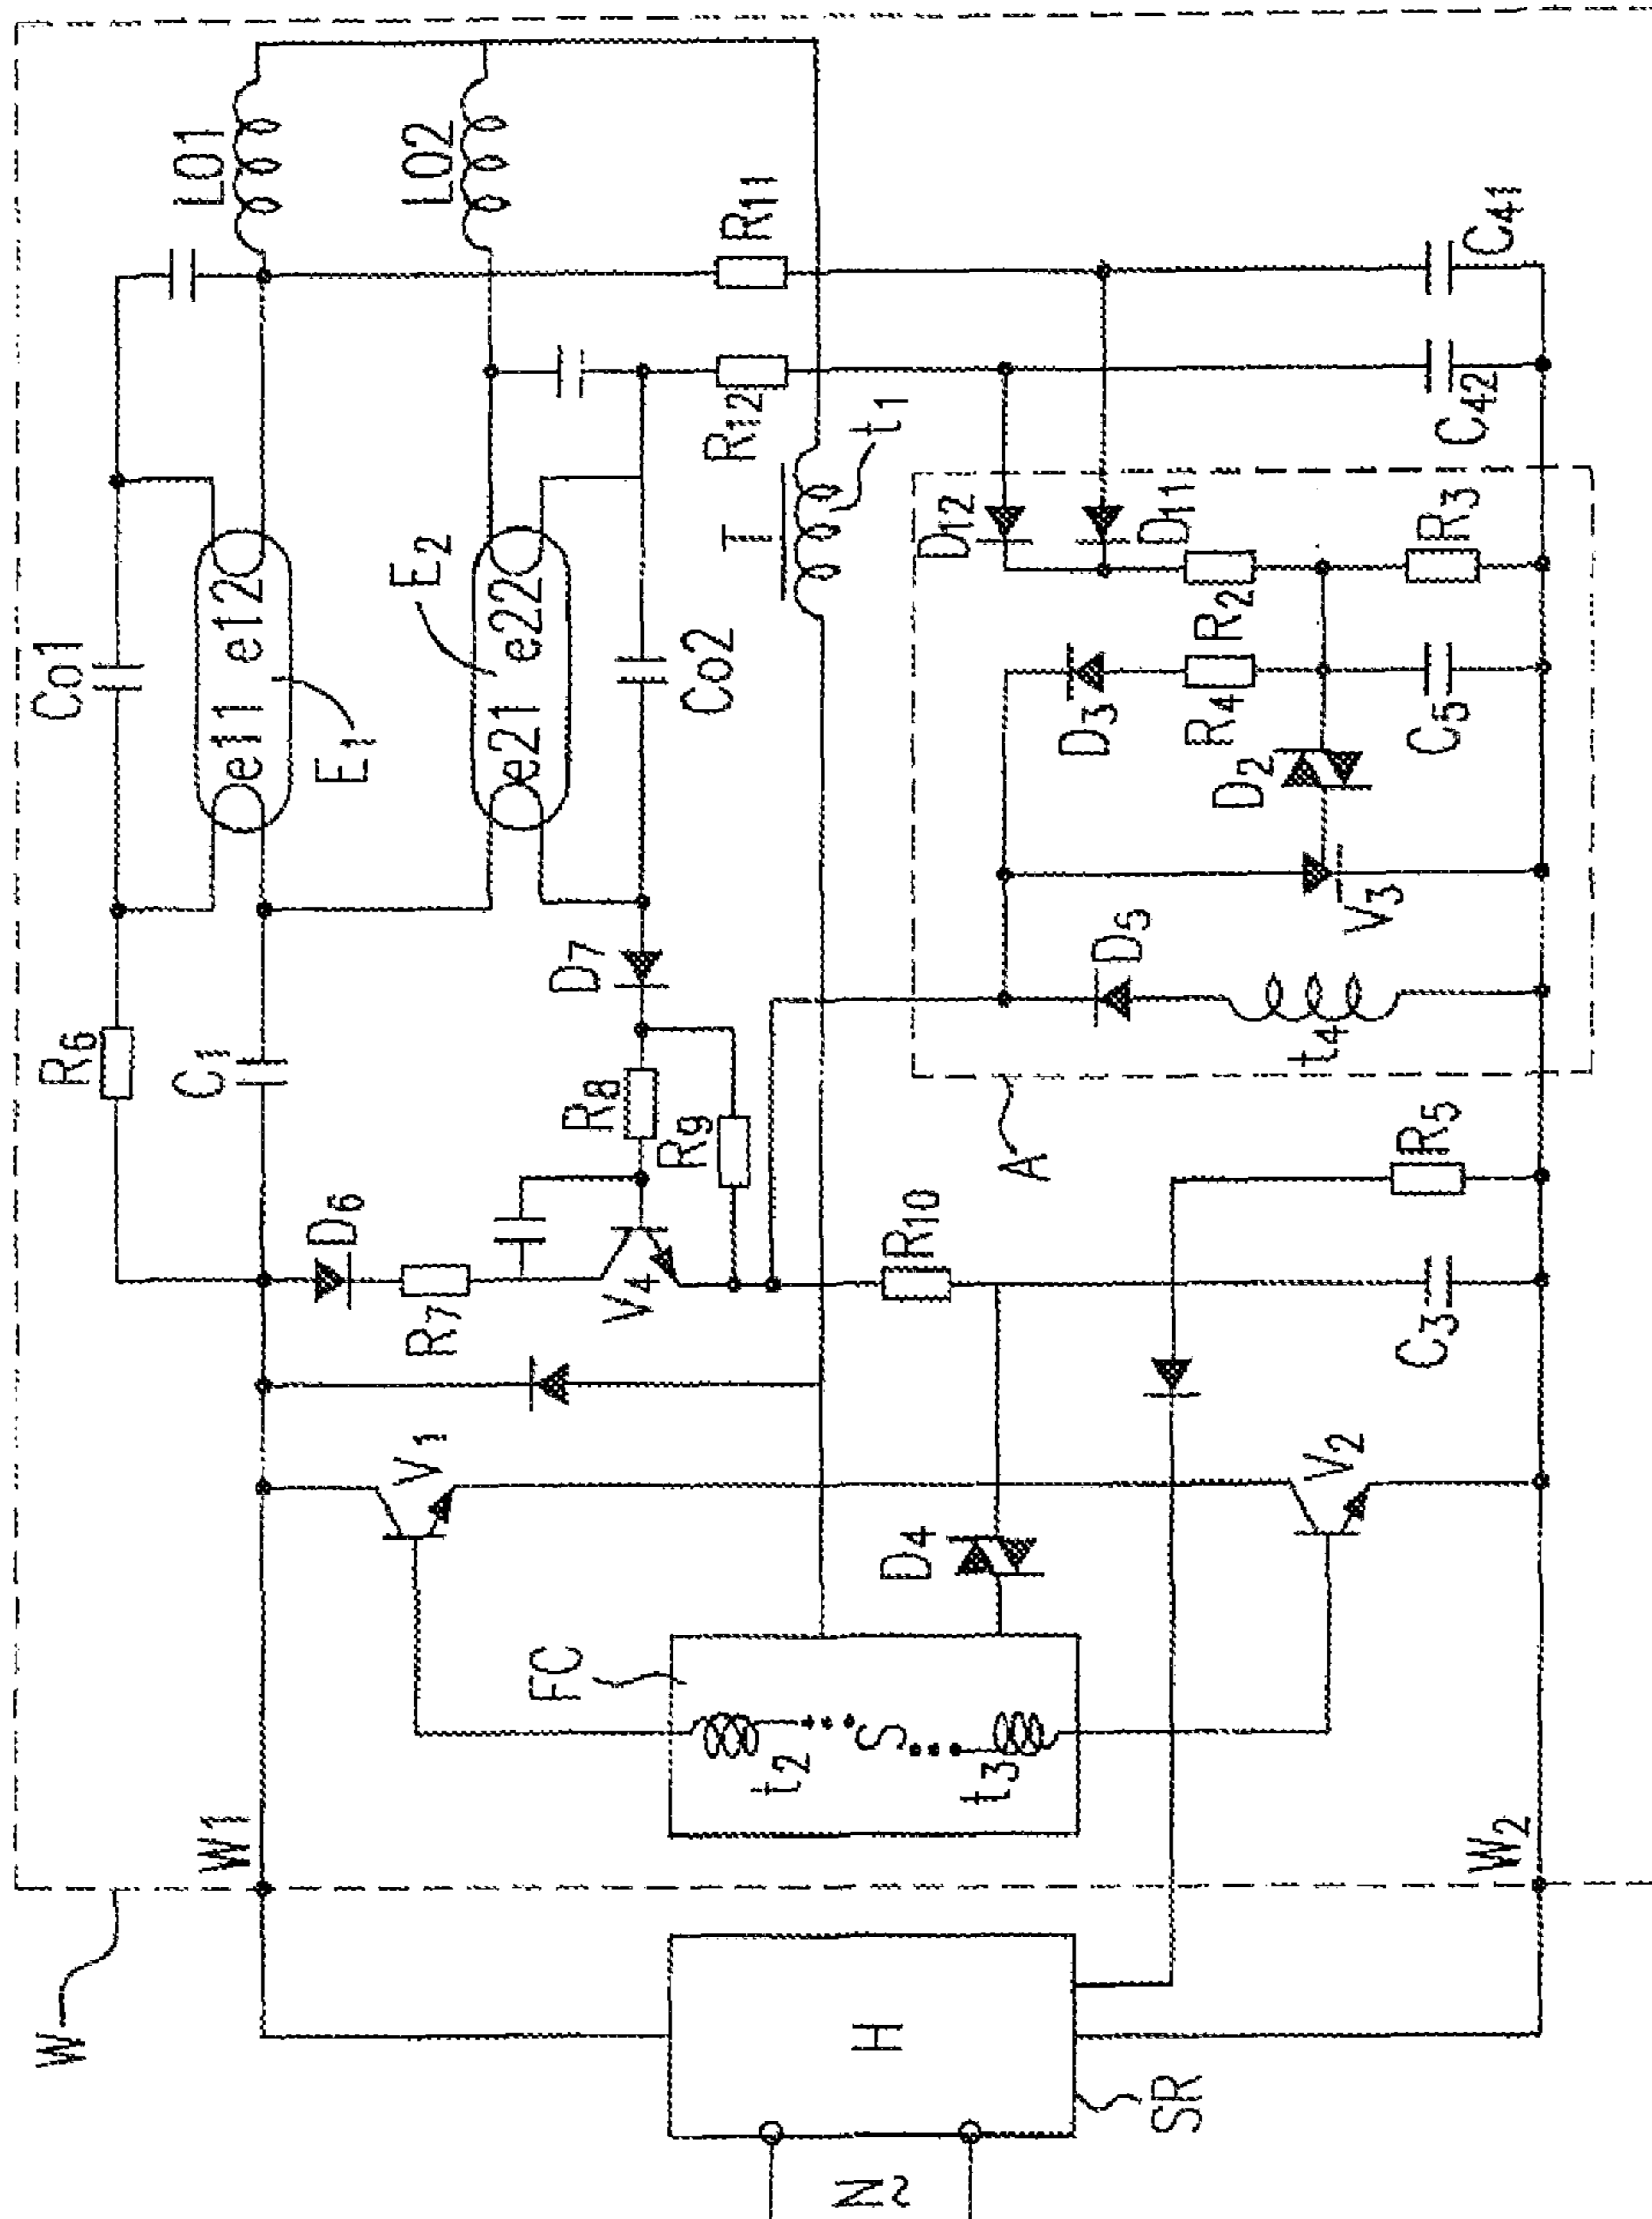 LO1
LO2
Co1
e11 e12
E1
E2
e21 e22
Co2
R11
R12
C41
C42
T
t1
D12
D11
R2
R3
D3
R4
D2
C5
V3
D5
t4
A
R6
C1
D7
R8
R9
D6
R7
V4
R10
R5
C3
V1
V2
D4
FC
t2
S
t3
W1
W2
W
H
SR
N~